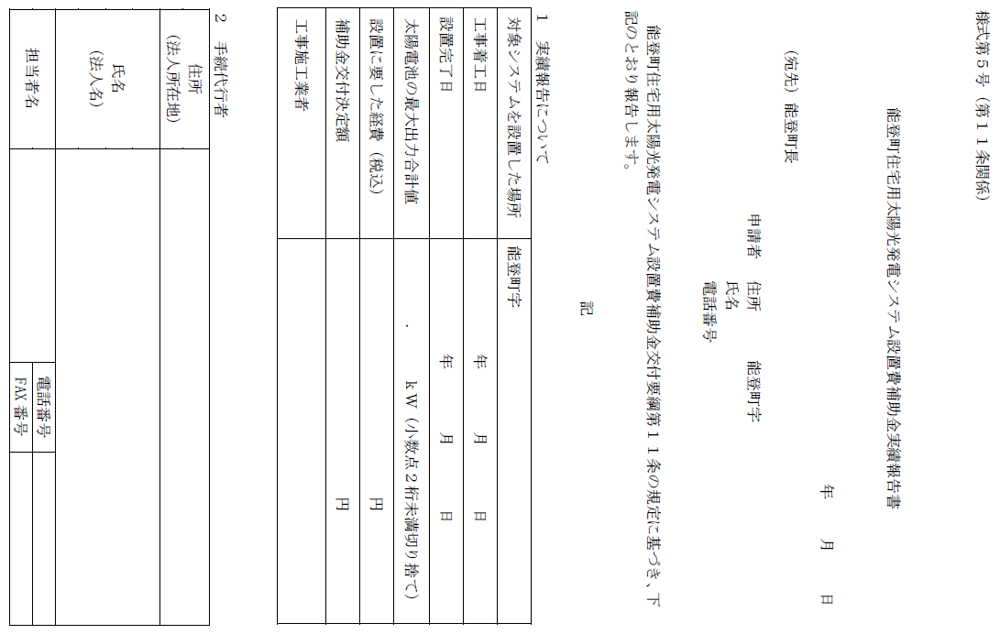 様式第５号（第１１条関係）
能登町住宅用太陽光発電システム設置費補助金実績報告書
年　　月　　日
（宛先）能登町長
申請者　住所　　　能登町字
氏名
電話番号
能登町住宅用太陽光発電システム設置費補助金交付要綱第１１条の規定に基づき、下
記のとおり報告します。
記
１　実績報告について
対象システムを設置した場所　能登町字
工事着工日　年　　月　　日
設置完了日　年　　月　　日
太陽電池の最大出力合計値　．　　ｋＷ（小数点２桁未満切り捨て）
設置に要した経費（税込）　円
補助金交付決定額　円
工事施工業者
２　手続代行者
住所
（法人所在地）
氏名
（法人名）
担当者名
電話番号
FAX 番号